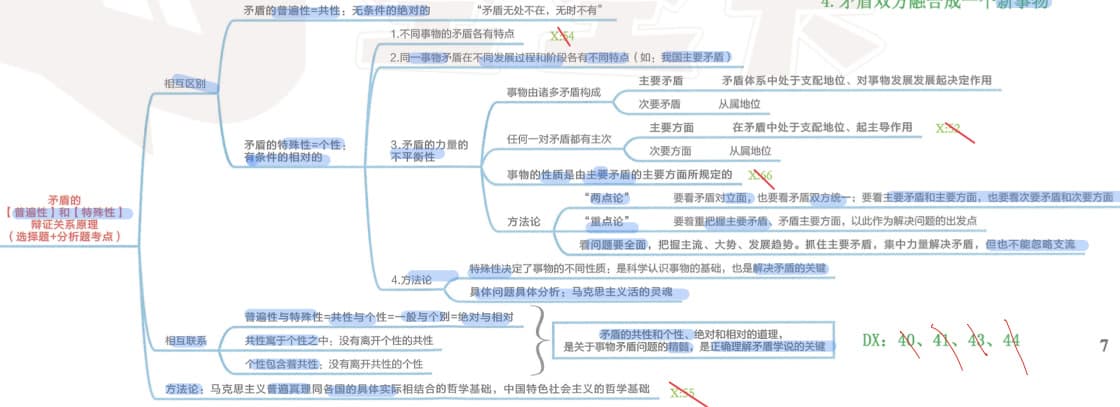 4. 矛盾双方融合成一个新事物
矛盾的普遍性=共性：无条件的绝对的 “矛盾无处不在，无时不有”
1.不同事物的矛盾各有特点 X:54
2.同一事物矛盾在不同发展过程和阶段各有不同特点（如：我国主要矛盾）
相互区别
主要矛盾 矛盾体系中处于支配地位、对事物发展发展起决定作用
事物由诸多矛盾构成
次要矛盾 从属地位
主要方面 在矛盾中处于支配地位、起主导作用 X:52
任何一对矛盾都有主次
次要方面 从属地位
矛盾的特殊性=个性：
有条件的相对的
3.矛盾的力量的
不平衡性
事物的性质是由主要矛盾的主要方面所规定的 X:66
“两点论” 要看矛盾对立面，也要看矛盾双方统一；要看主要矛盾和主要方面，也要看次要矛盾和次要方面
方法论
“重点论” 要着重把握主要矛盾、矛盾主要方面，以此作为解决问题的出发点
看问题要全面，把握主流、大势、发展趋势。抓住主要矛盾，集中力量解决矛盾，但也不能忽略支流
矛盾的
【普遍性】和【特殊性】
辩证关系原理
（选择题+分析题考点）
4.方法论
特殊性决定了事物的不同性质；是科学认识事物的基础，也是解决矛盾的关键
具体问题具体分析：马克思主义活的灵魂
普遍性与特殊性=共性与个性=一般与个别=绝对与相对
相互联系
共性寓于个性之中：没有离开个性的共性
个性包含着共性：没有离开共性的个性
矛盾的共性和个性、绝对和相对的道理，
是关于事物矛盾问题的精髓，是正确理解矛盾学说的关键
DX：40、41、43、44
7
方法论：马克思主义普遍真理同各国的具体实际相结合的哲学基础，中国特色社会主义的哲学基础 X:55